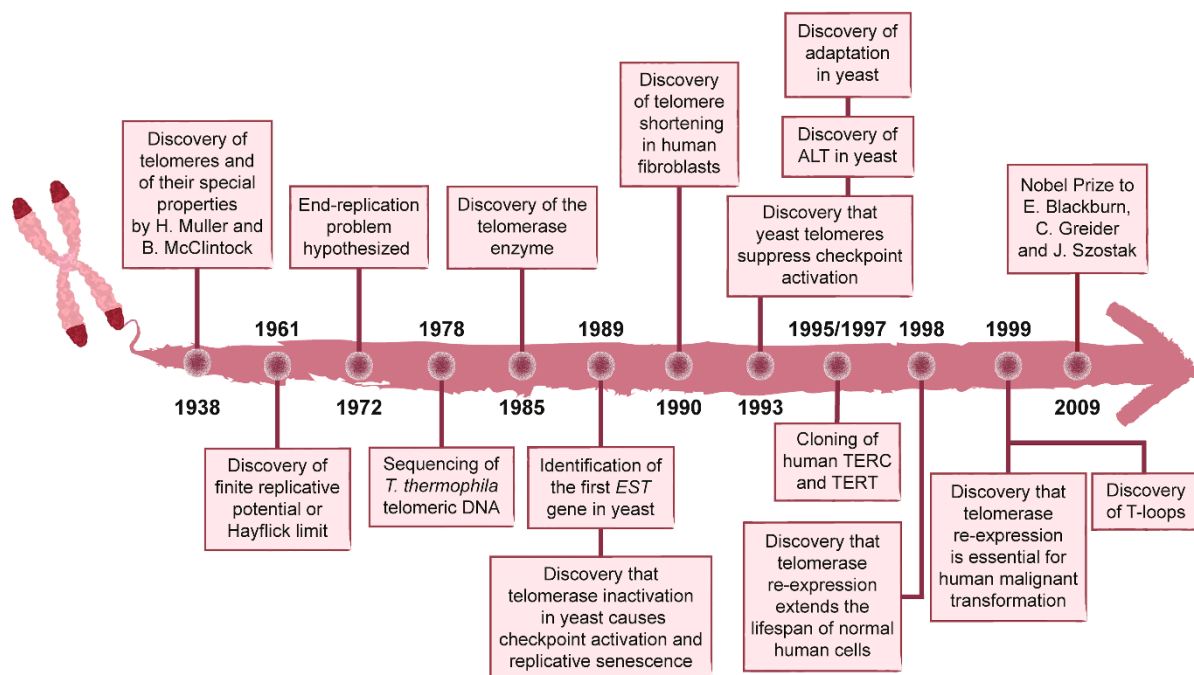 Discovery of
telomeres and
of their special
properties
by H. Muller and
B. McClintock
1938
1961
Discovery of
finite replicative
potential or
Hayflick limit
End-replication
problem
hypothesized
1972
1978
Sequencing of
T. thermophila
telomeric DNA
Discovery of the
telomerase
enzyme
1985
1989
Identification of
the first EST
gene in yeast
Discovery that
telomerase inactivation
in yeast causes
checkpoint activation and
replicative senescence
Discovery
of telomere
shortening
in human
fibroblasts
1990
Discovery of
adaptation
in yeast
Discovery of
ALT in yeast
Discovery that
yeast telomeres
suppress checkpoint
activation
1993
1995/1997
Cloning of
human TERC
and TERT
1998
Discovery that
telomerase
re-expression
extends the
lifespan of normal
human cells
1999
Discovery that
telomerase
re-expression
is essential for
human malignant
transformation
Discovery
of T-loops
Nobel Prize to
E. Blackburn,
C. Greider
and J. Szostak
2009